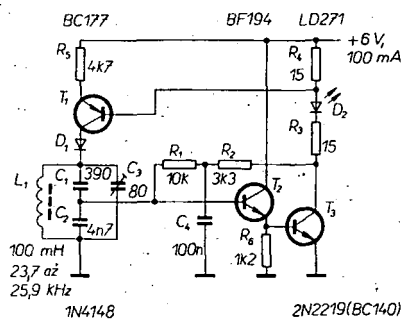 BC177 BF194 LD271
+6 V,
100 mA
R5
4k7
R4
15
T1
D2
D1
R3
15
L1
C1
390
C3
80
R1
10k
R2
3k3
T2
T3
C2
4n7
C4
100n
R6
1k2
100 mH
23,7 až
25,9 kHz
1N4148
2N2219(BC140)